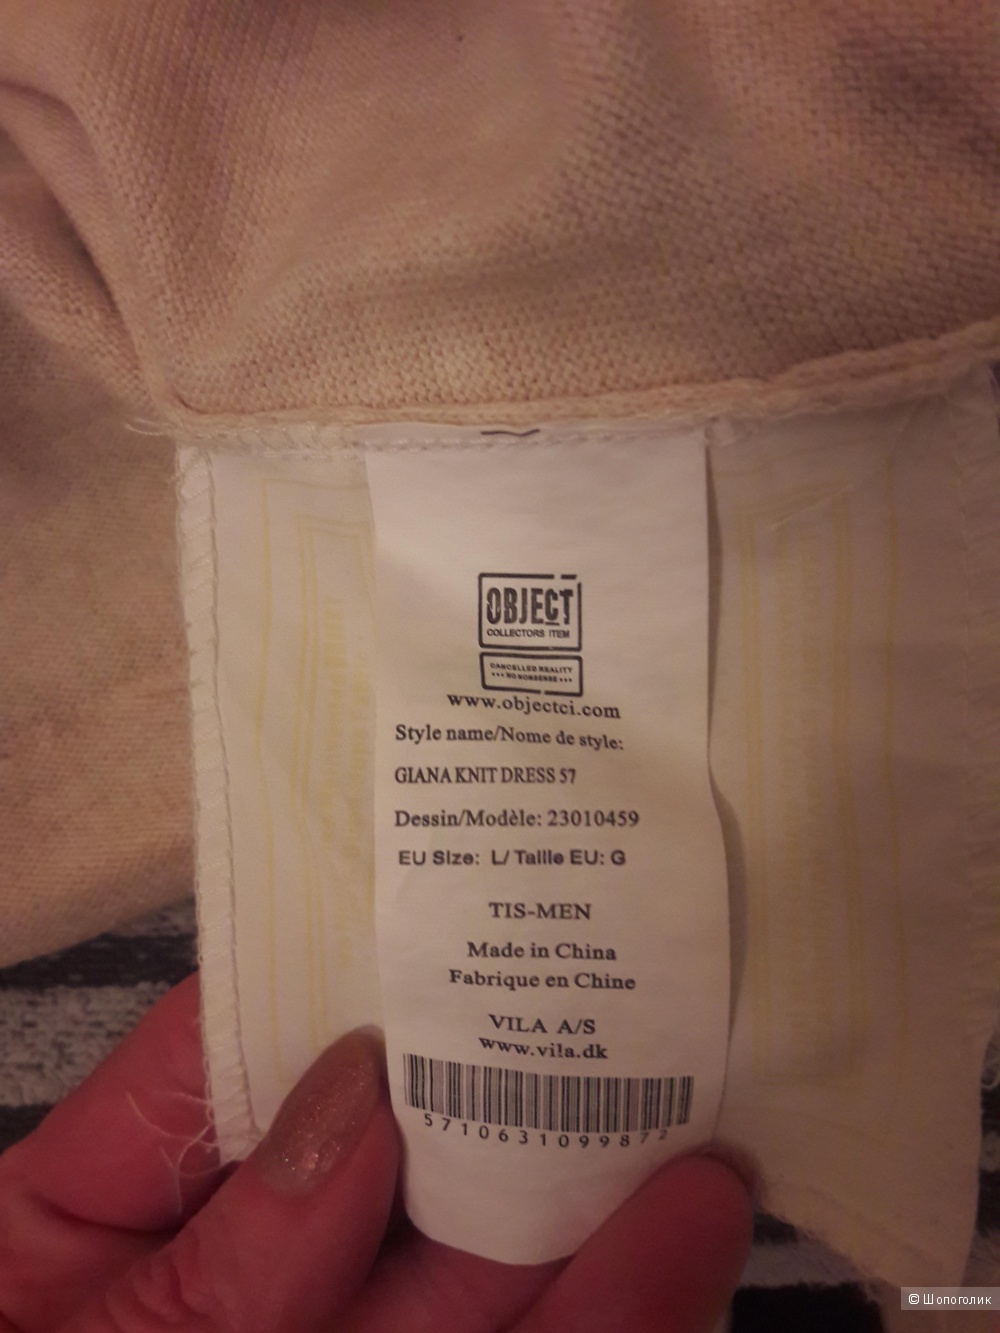 OBJECT
COLLECTORS ITEM
CANCELLED REALITY
••• NO NONSENSE •••
www.objectci.com
Style name/Nome de style:
GIANA KNIT DRESS 57
Dessin/Modèle: 23010459
EU Size: L/ Taille EU: G
TIS-MEN
Made in China
Fabrique en Chine
VILA A/S
www.vila.dk
5710631099872
© Шопоголик